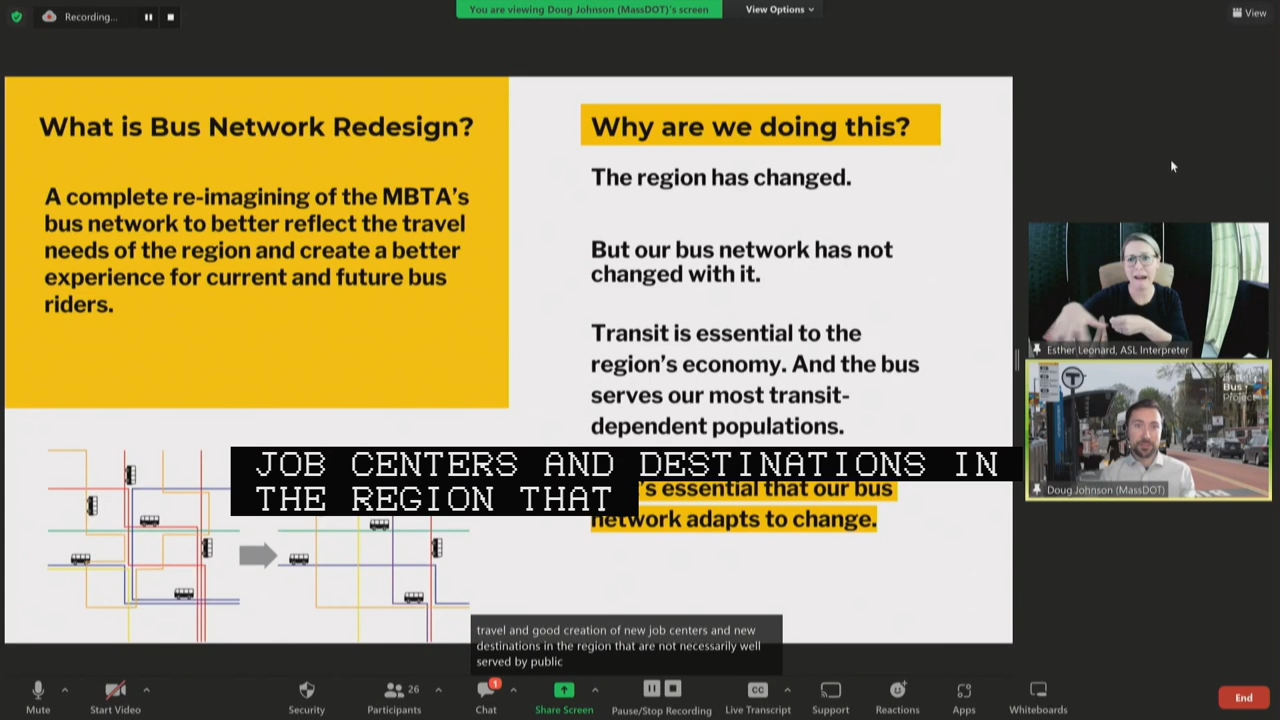 Recording...
You are viewing Doug Johnson (MassDOT)'s screen
View Options
View
What is Bus Network Redesign?
A complete re-imagining of the MBTA's
bus network to better reflect the travel
needs of the region and create a better
experience for current and future bus
riders.
Why are we doing this?
The region has changed.
But our bus network has not
changed with it.
Transit is essential to the
region's economy. And the bus
serves our most transit-
dependent populations.
's essential that our bus
network adapts to change.
JOB CENTERS AND DESTINATIONS IN
THE REGION THAT
travel and good creation of new job centers and new
destinations in the region that are not necessarily well
served by public
Esther Leonard, ASL Interpreter
T
Bus
Project
Doug Johnson (MassDOT)
Mute
Start Video
Security
26
Participants
1
Chat
Share Screen
Pause/Stop Recording
CC
Live Transcript
Support
Reactions
Apps
Whiteboards
End